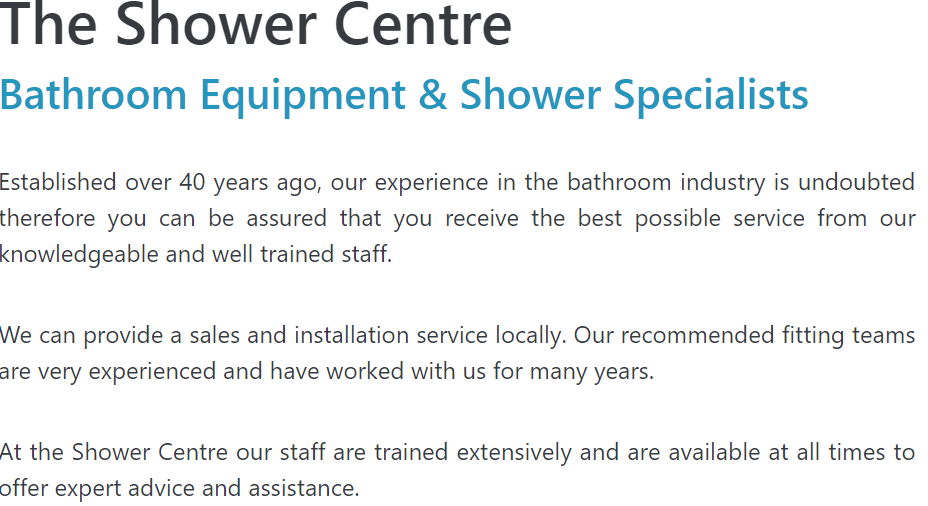 The Shower Centre
Bathroom Equipment & Shower Specialists
Established over 40 years ago, our experience in the bathroom industry is undoubted
therefore you can be assured that you receive the best possible service from our
knowledgeable and well trained staff.
We can provide a sales and installation service locally. Our recommended fitting teams
are very experienced and have worked with us for many years.
At the Shower Centre our staff are trained extensively and are available at all times to
offer expert advice and assistance.